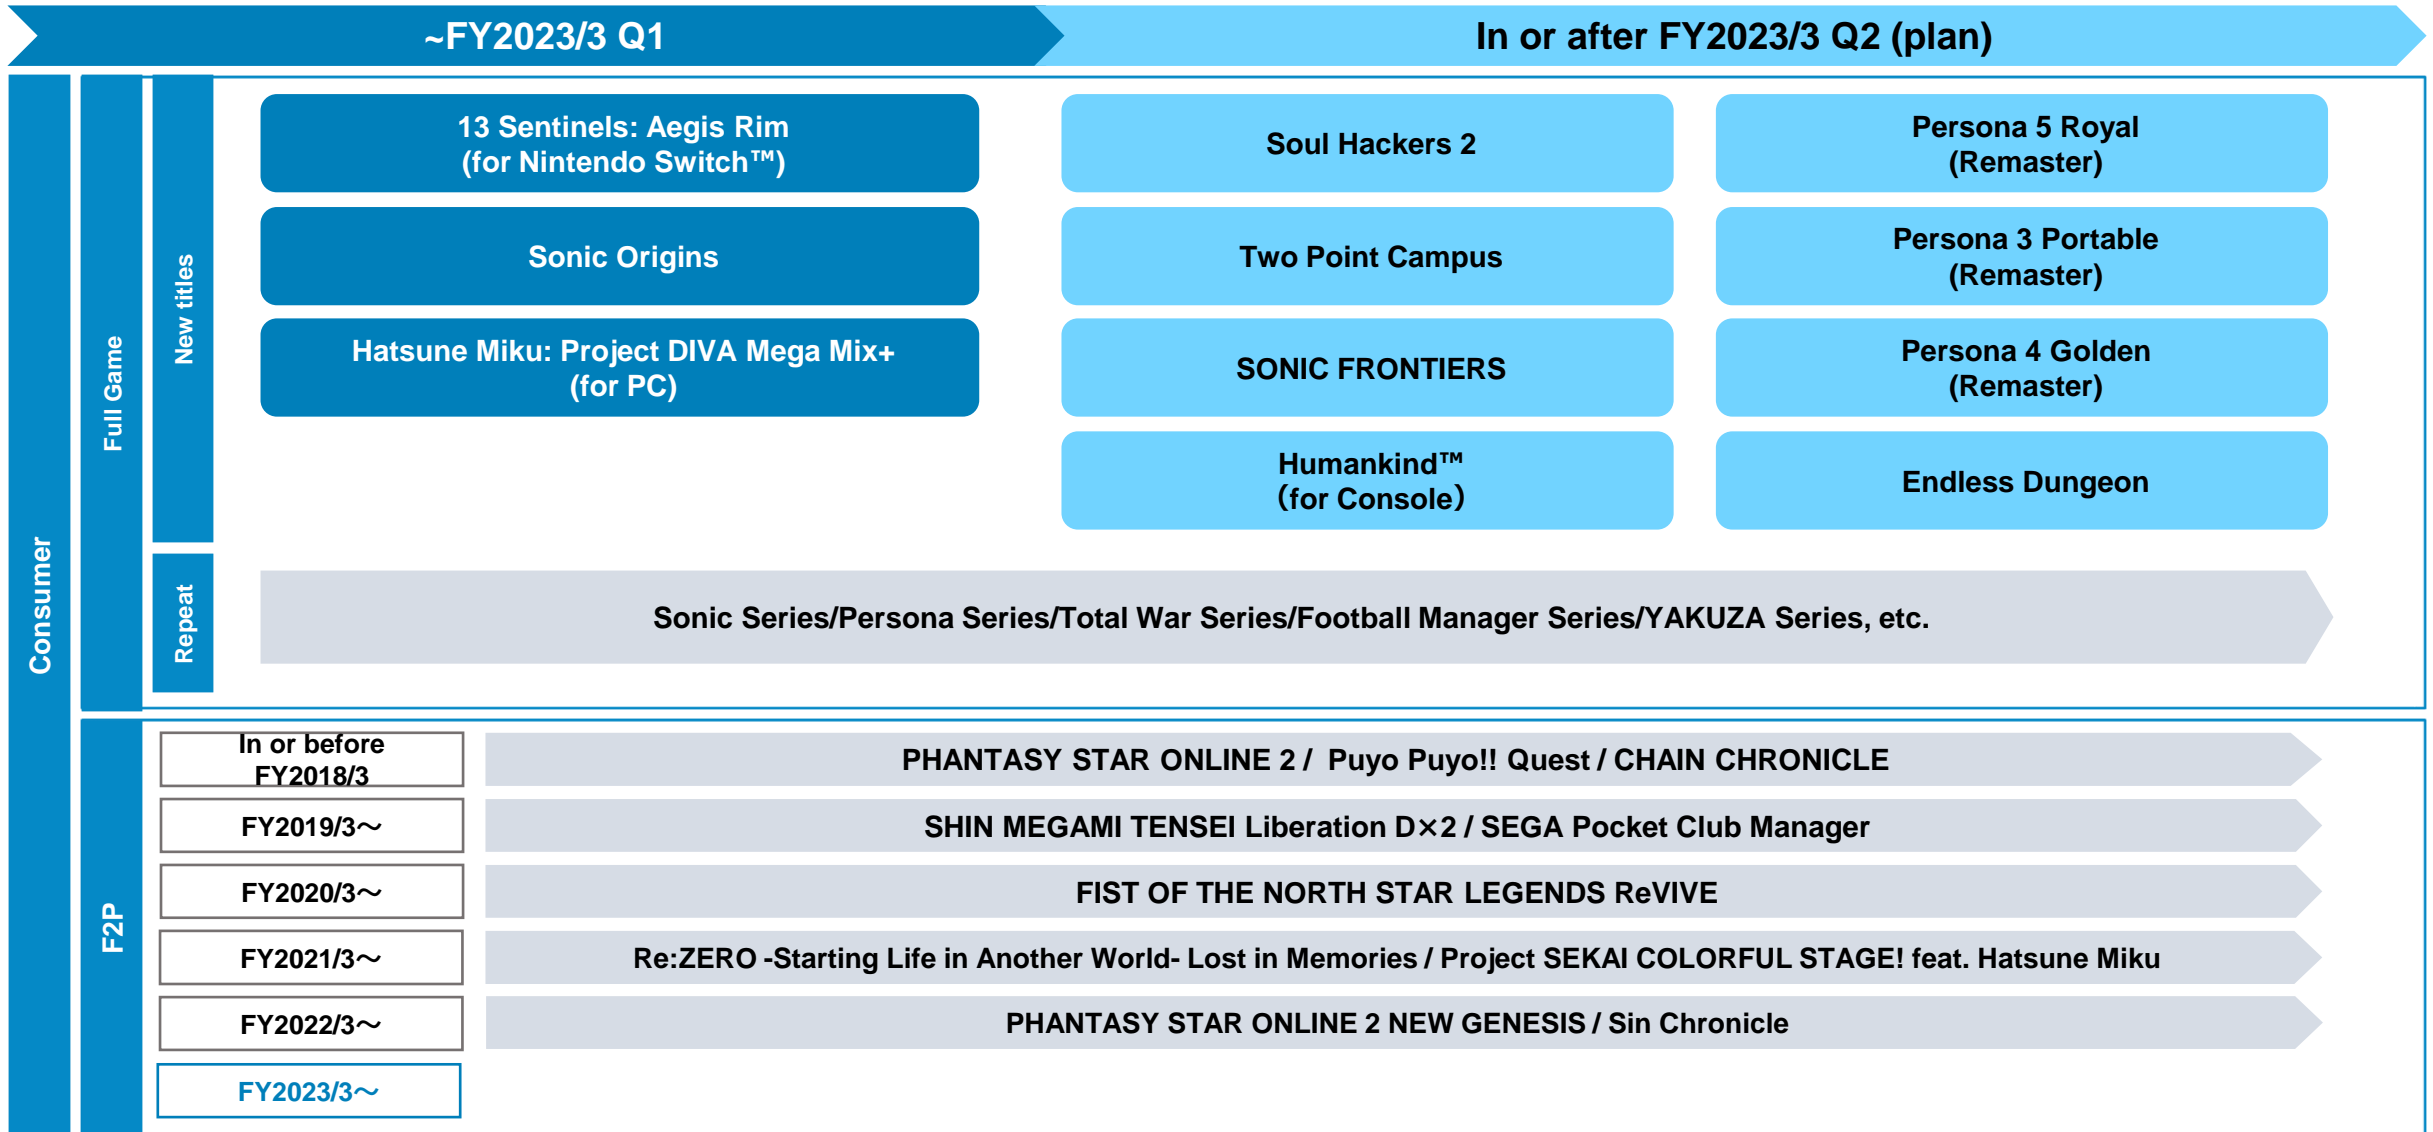 ~FY2023/3 Q1
In or after FY2023/3 Q2 (plan)
Consumer
Full Game
New titles
13 Sentinels: Aegis Rim
(for Nintendo Switch™)
Sonic Origins
Hatsune Miku: Project DIVA Mega Mix+
(for PC)
Soul Hackers 2
Two Point Campus
SONIC FRONTIERS
Humankind™
（for Console）
Persona 5 Royal
(Remaster)
Persona 3 Portable
(Remaster)
Persona 4 Golden
(Remaster)
Endless Dungeon
Repeat
Sonic Series/Persona Series/Total War Series/Football Manager Series/YAKUZA Series, etc.
F2P
In or before
FY2018/3
PHANTASY STAR ONLINE 2 / Puyo Puyo!! Quest / CHAIN CHRONICLE
FY2019/3～
SHIN MEGAMI TENSEI Liberation D×2 / SEGA Pocket Club Manager
FY2020/3～
FIST OF THE NORTH STAR LEGENDS ReVIVE
FY2021/3～
Re:ZERO -Starting Life in Another World- Lost in Memories / Project SEKAI COLORFUL STAGE! feat. Hatsune Miku
FY2022/3～
PHANTASY STAR ONLINE 2 NEW GENESIS / Sin Chronicle
FY2023/3～